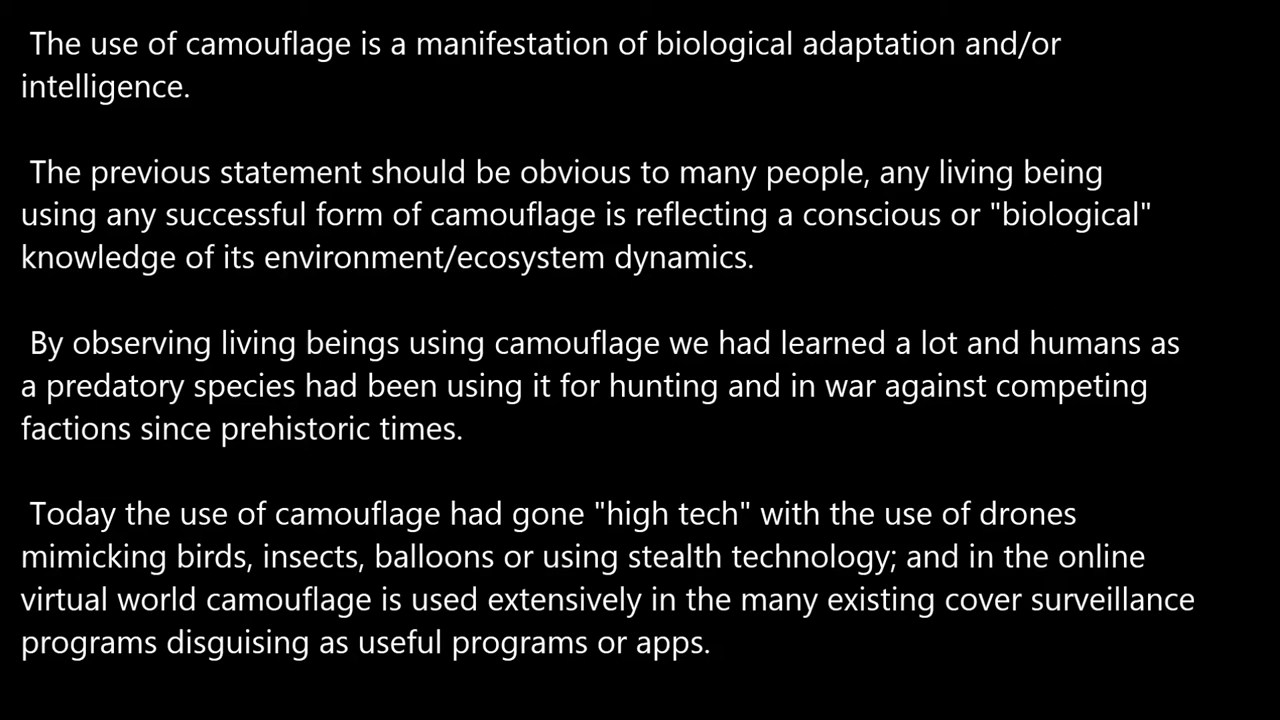 The use of camouflage is a manifestation of biological adaptation and/or
intelligence.
The previous statement should be obvious to many people, any living being
using any successful form of camouflage is reflecting a conscious or "biological"
knowledge of its environment/ecosystem dynamics.
By observing living beings using camouflage we had learned a lot and humans as
a predatory species had been using it for hunting and in war against competing
factions since prehistoric times.
Today the use of camouflage had gone "high tech" with the use of drones
mimicking birds, insects, balloons or using stealth technology; and in the online
virtual world camouflage is used extensively in the many existing cover surveillance
programs disguising as useful programs or apps.